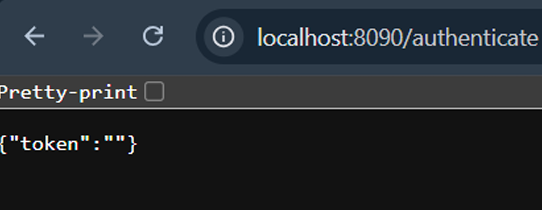 localhost:8090/authenticate
Pretty-print
{"token":""}